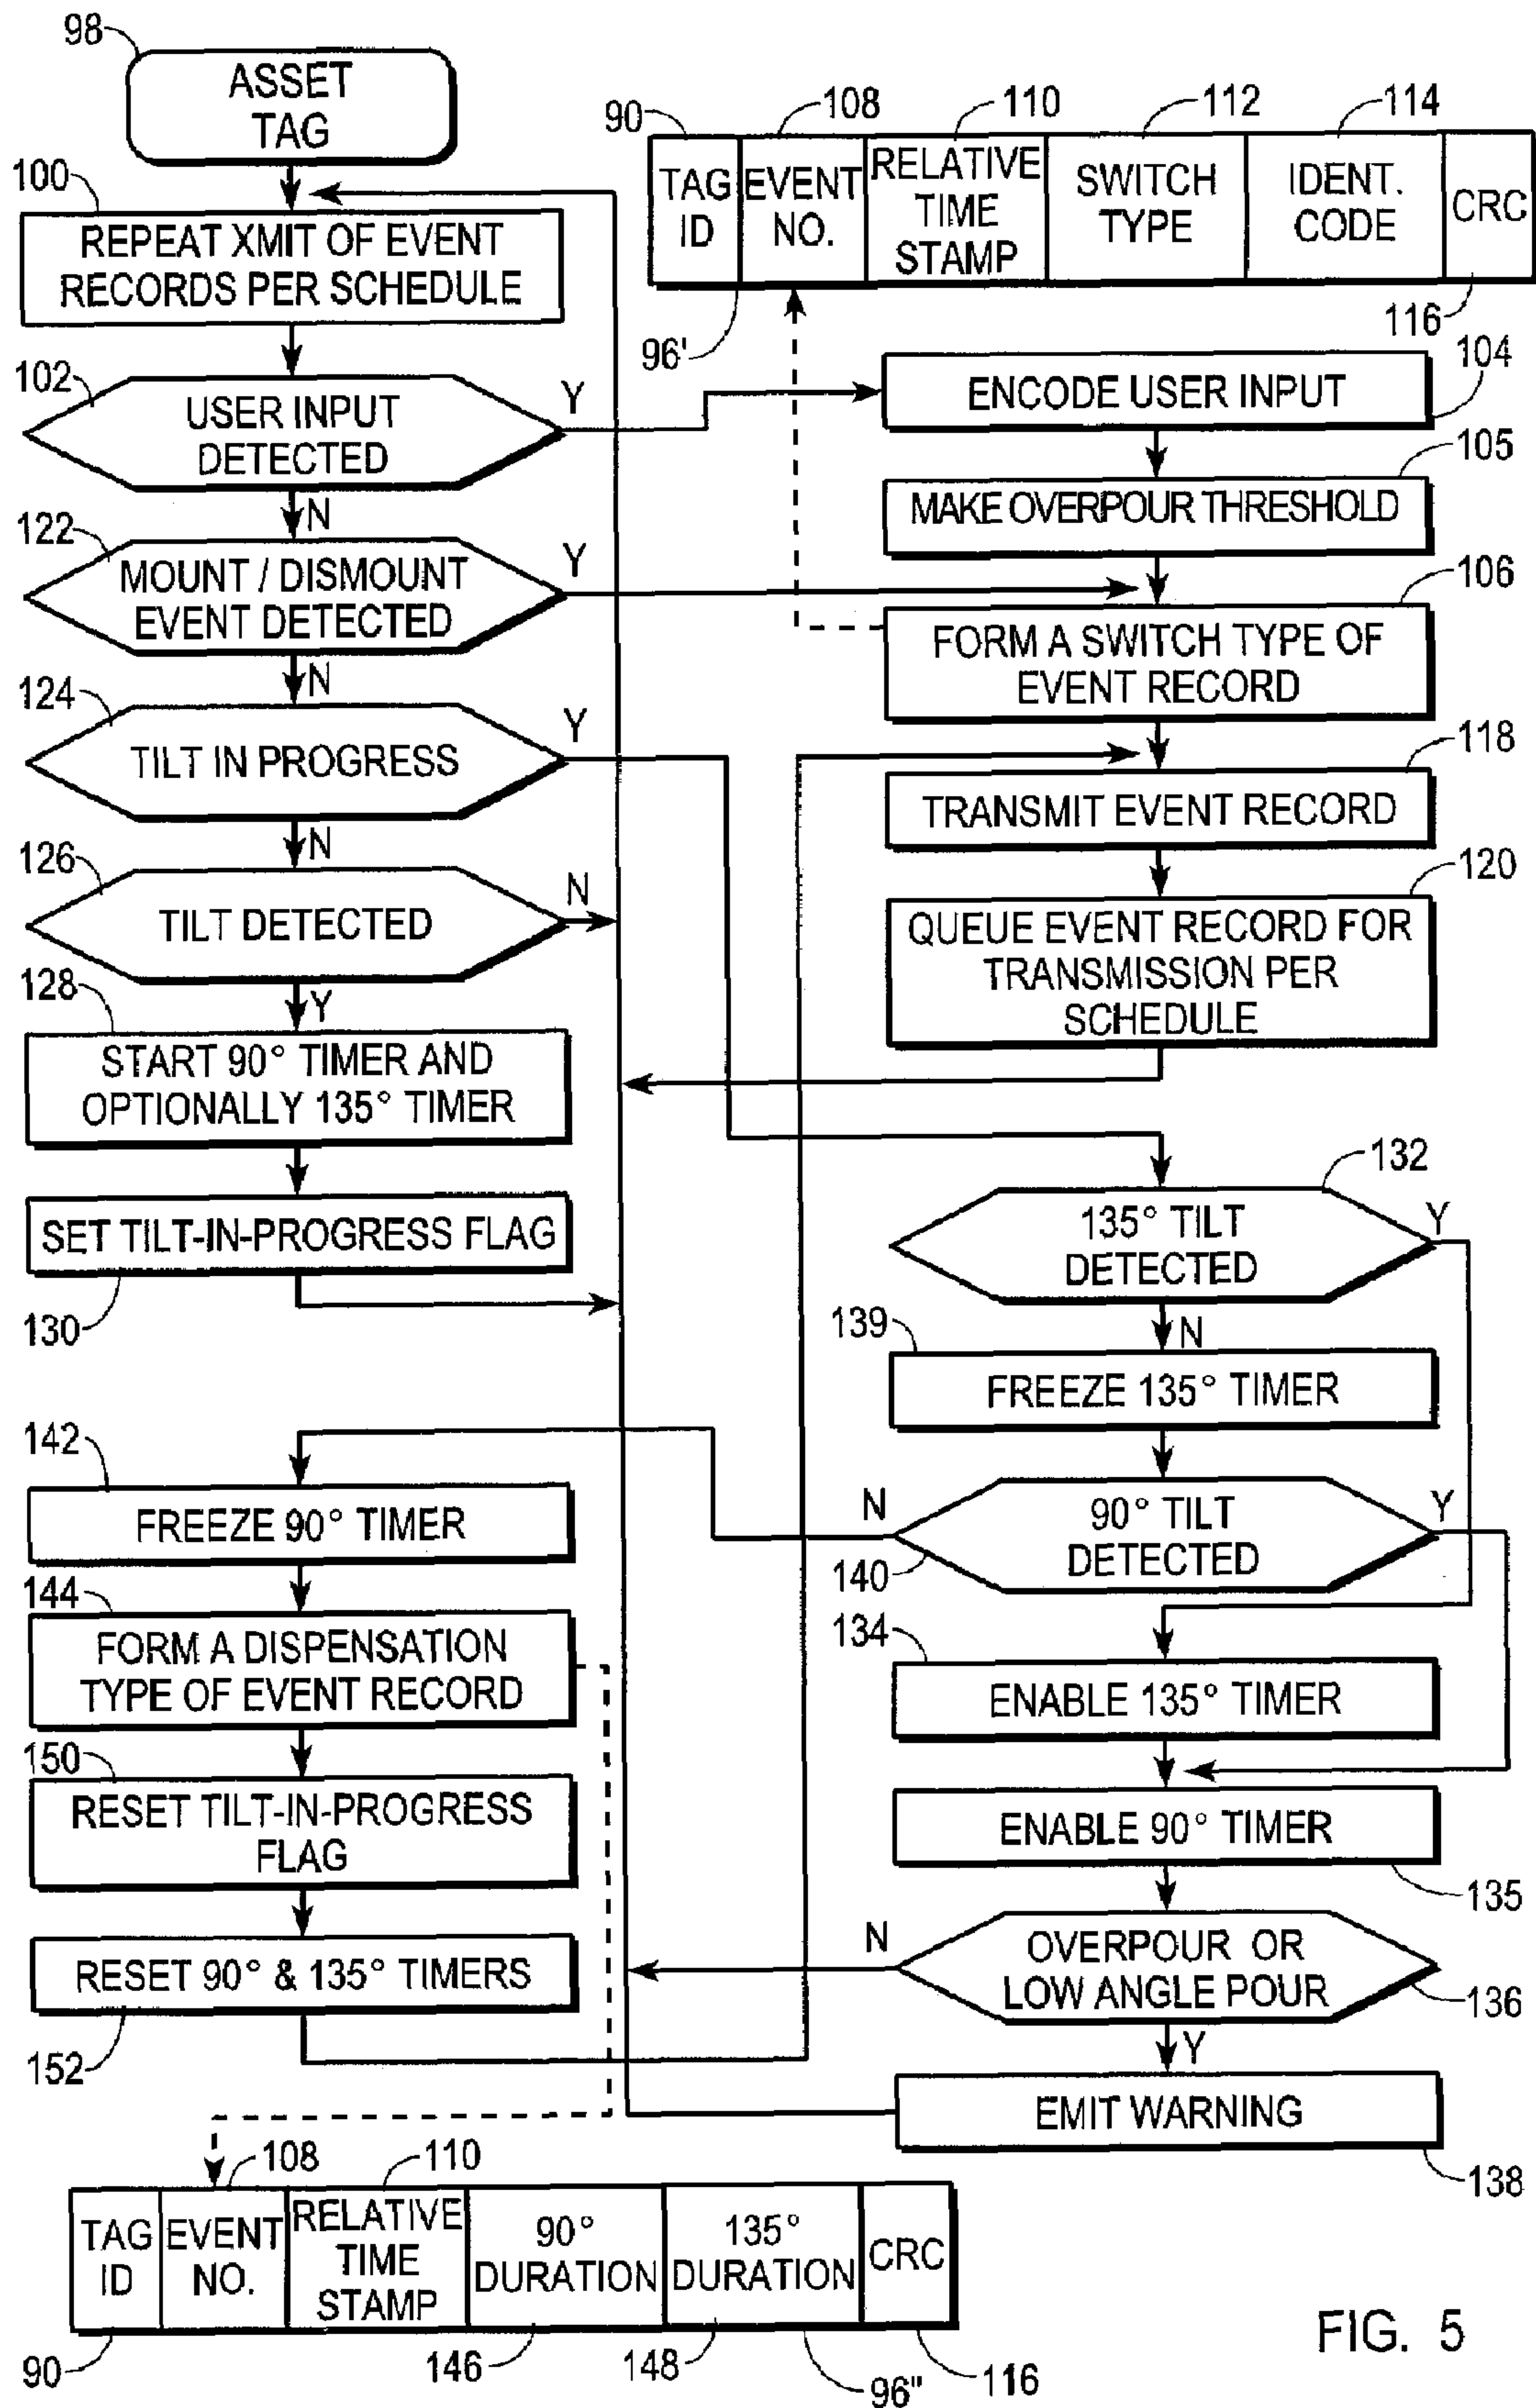 98
ASSET
TAG
100
REPEAT XMIT OF EVENT
RECORDS PER SCHEDULE
102
USER INPUT
DETECTED
Y
N
122
MOUNT / DISMOUNT
EVENT DETECTED
Y
N
124
TILT IN PROGRESS
Y
N
126
TILT DETECTED
N
Y
128
START 90° TIMER AND
OPTIONALLY 135° TIMER
SET TILT-IN-PROGRESS FLAG
130
90
108
110
112
114
TAG
ID
EVENT
NO.
RELATIVE
TIME
STAMP
SWITCH
TYPE
IDENT.
CODE
CRC
96'
116
ENCODE USER INPUT
104
105
MAKE OVERPOUR THRESHOLD
106
FORM A SWITCH TYPE OF
EVENT RECORD
118
TRANSMIT EVENT RECORD
120
QUEUE EVENT RECORD FOR
TRANSMISSION PER
SCHEDULE
132
135° TILT
DETECTED
Y
N
139
FREEZE 135° TIMER
90° TILT
DETECTED
N
Y
140
134
ENABLE 135° TIMER
ENABLE 90° TIMER
135
OVERPOUR OR
LOW ANGLE POUR
N
136
Y
EMIT WARNING
138
142
FREEZE 90° TIMER
144
FORM A DISPENSATION
TYPE OF EVENT RECORD
150
RESET TILT-IN-PROGRESS
FLAG
RESET 90° & 135° TIMERS
152
108
110
TAG
ID
EVENT
NO.
RELATIVE
TIME
STAMP
90°
DURATION
135°
DURATION
CRC
90
146
148
96"
116
FIG. 5